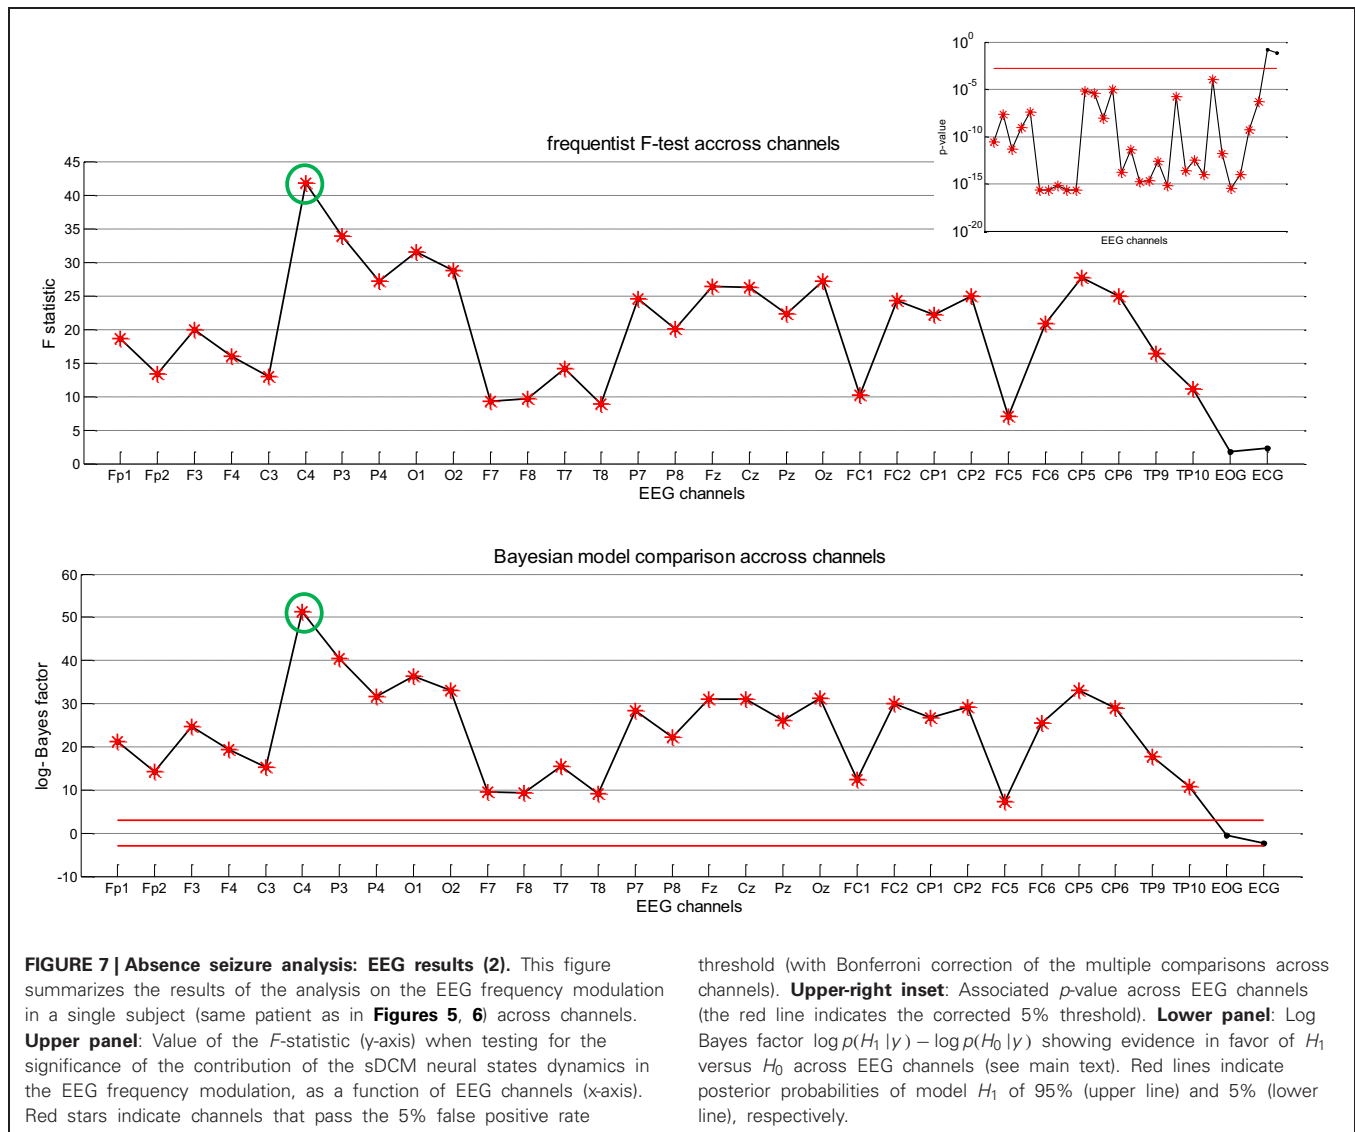 frequentist F-test accross channels
F statistic
45
40
35
30
25
20
15
10
5
0
Fp1 Fp2 F3 F4 C3 C4 P3 P4 O1 O2 F7 F8 T7 T8 P7 P8 Fz Cz Pz Oz FC1 FC2 CP1 CP2 FC5 FC6 CP5 CP6 TP9 TP10 EOG ECG
EEG channels
p-value
10^0
10^-5
10^-10
10^-15
10^-20
EEG channels
Bayesian model comparison accross channels
log- Bayes factor
60
50
40
30
20
10
0
-10
Fp1 Fp2 F3 F4 C3 C4 P3 P4 O1 O2 F7 F8 T7 T8 P7 P8 Fz Cz Pz Oz FC1 FC2 CP1 CP2 FC5 FC6 CP5 CP6 TP9 TP10 EOG ECG
EEG channels
FIGURE 7 | Absence seizure analysis: EEG results (2). This figure
summarizes the results of the analysis on the EEG frequency modulation
in a single subject (same patient as in Figures 5, 6) across channels.
Upper panel: Value of the F-statistic (y-axis) when testing for the
significance of the contribution of the sDCM neural states dynamics in
the EEG frequency modulation, as a function of EEG channels (x-axis).
Red stars indicate channels that pass the 5% false positive rate
threshold (with Bonferroni correction of the multiple comparisons across
channels). Upper-right inset: Associated p-value across EEG channels
(the red line indicates the corrected 5% threshold). Lower panel: Log
Bayes factor log p(H₁ |y) − log p(H₀ |y) showing evidence in favor of H₁
versus H₀ across EEG channels (see main text). Red lines indicate
posterior probabilities of model H₁ of 95% (upper line) and 5% (lower
line), respectively.